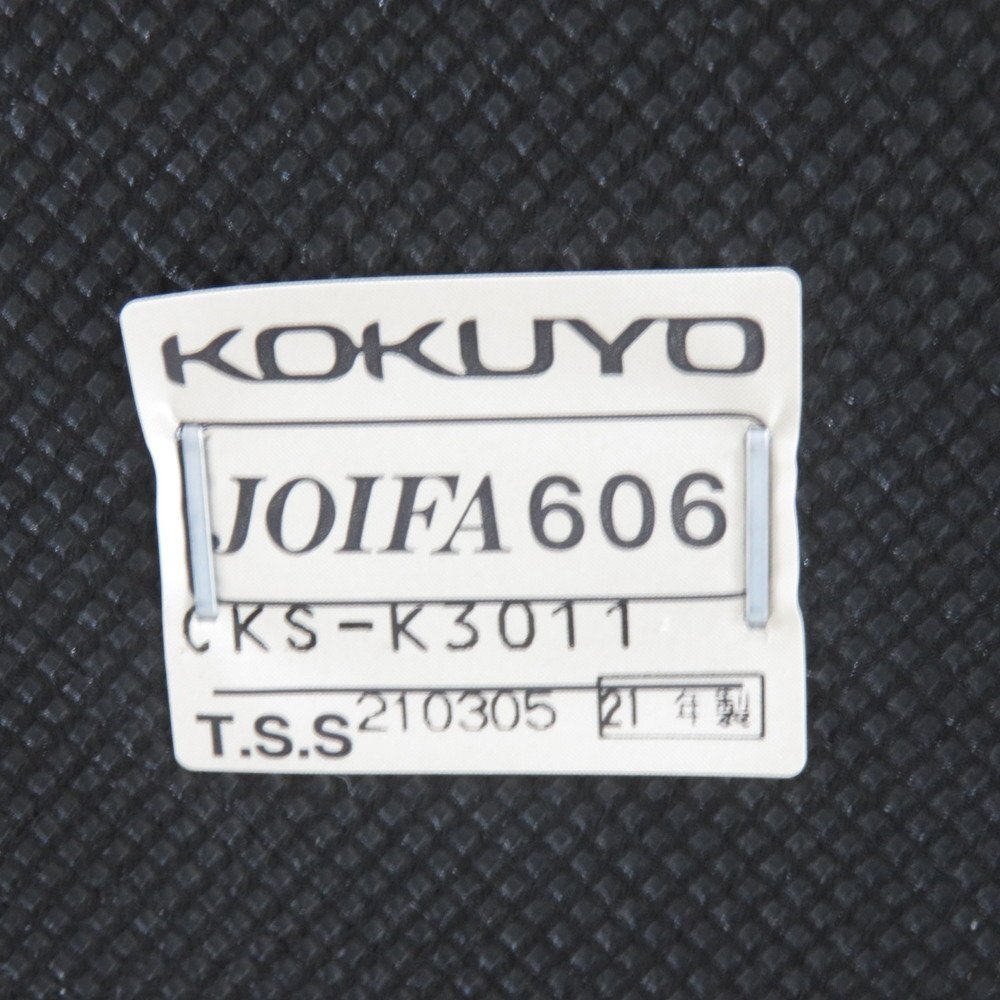 KOKUYO
JOIFA 606
CKS-K3011
T.S.S 210305 21 年製